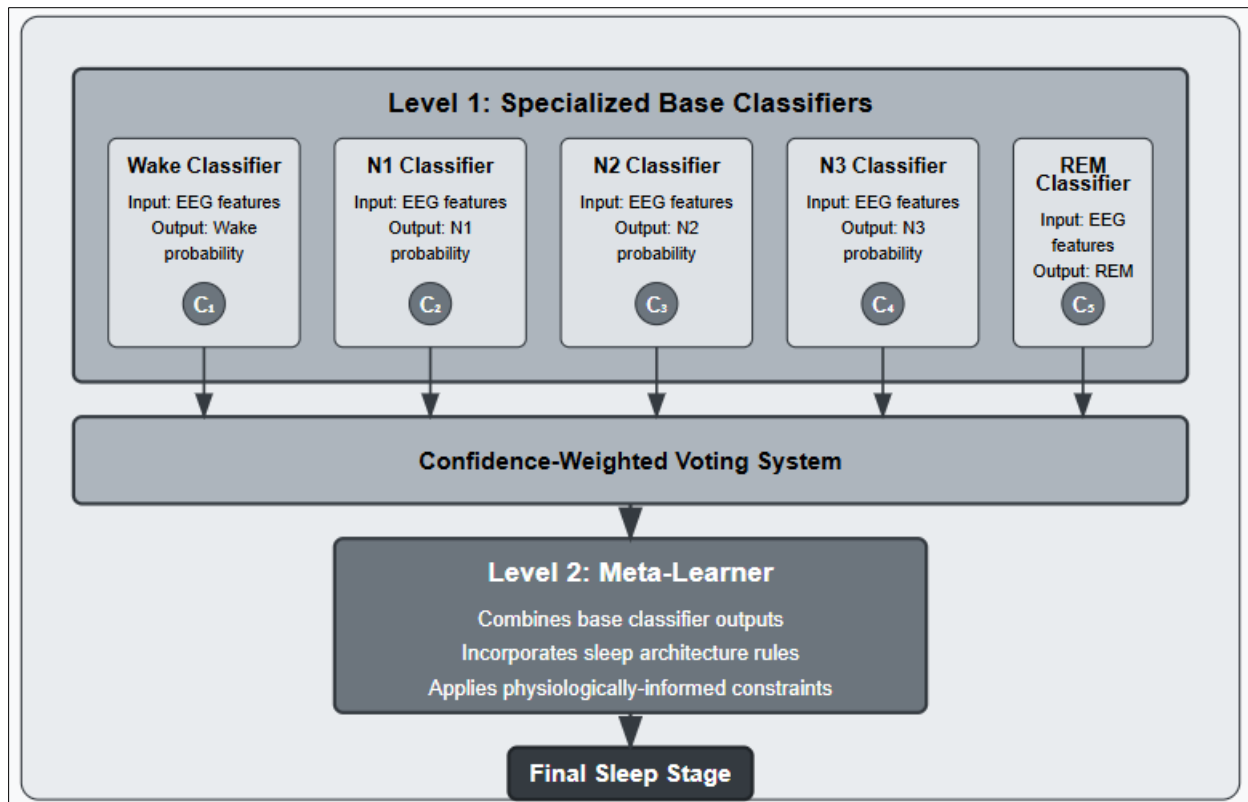 Level 1: Specialized Base Classifiers
Wake Classifier
Input: EEG features
Output: Wake
probability
C₁
N1 Classifier
Input: EEG features
Output: N1
probability
C₂
N2 Classifier
Input: EEG features
Output: N2
probability
C₃
N3 Classifier
Input: EEG features
Output: N3
probability
C₄
REM
Classifier
Input: EEG
features
Output: REM
C₅
Confidence-Weighted Voting System
Level 2: Meta-Learner
Combines base classifier outputs
Incorporates sleep architecture rules
Applies physiologically-informed constraints
Final Sleep Stage